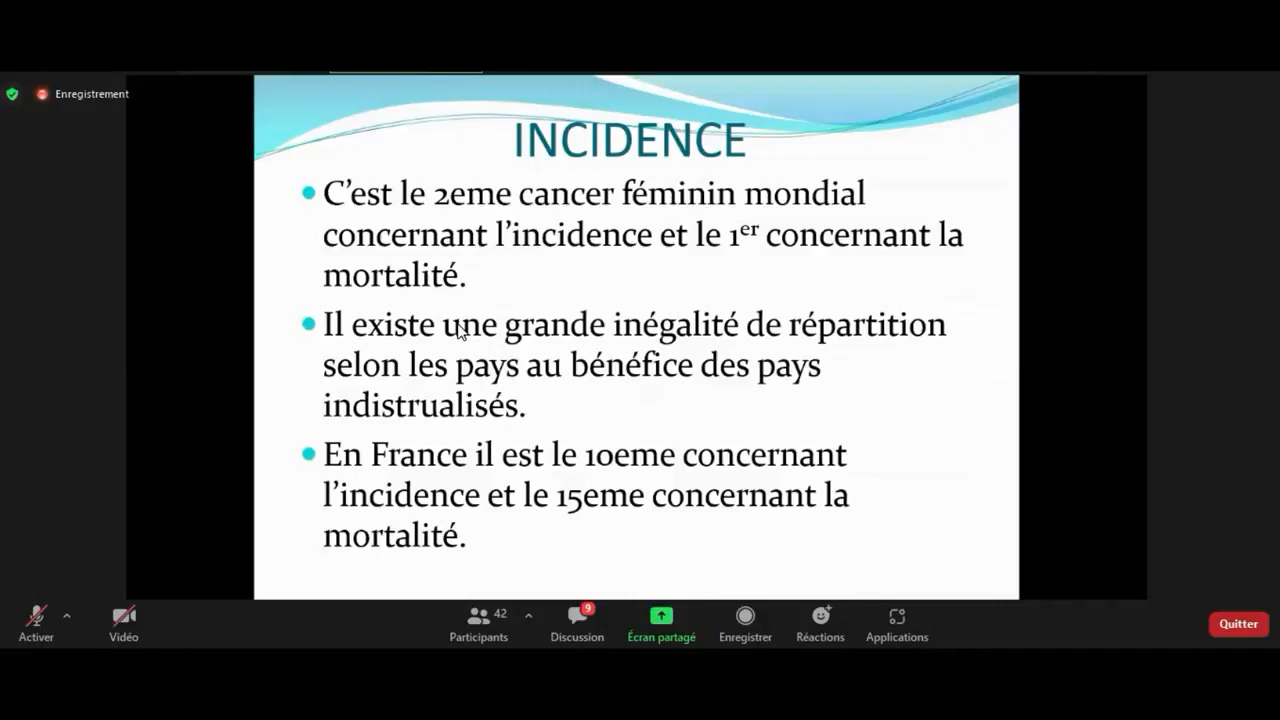 Enregistrement
INCIDENCE
C'est le 2eme cancer féminin mondial
concernant l'incidence et le 1er concernant la
mortalité.
Il existe une grande inégalité de répartition
selon les pays au bénéfice des pays
indistrualisés.
En France il est le 10eme concernant
l'incidence et le 15eme concernant la
mortalité.
42
9
Activer
Vidéo
Participants
Discussion
Écran partagé
Enregistrer
Réactions
Applications
Quitter